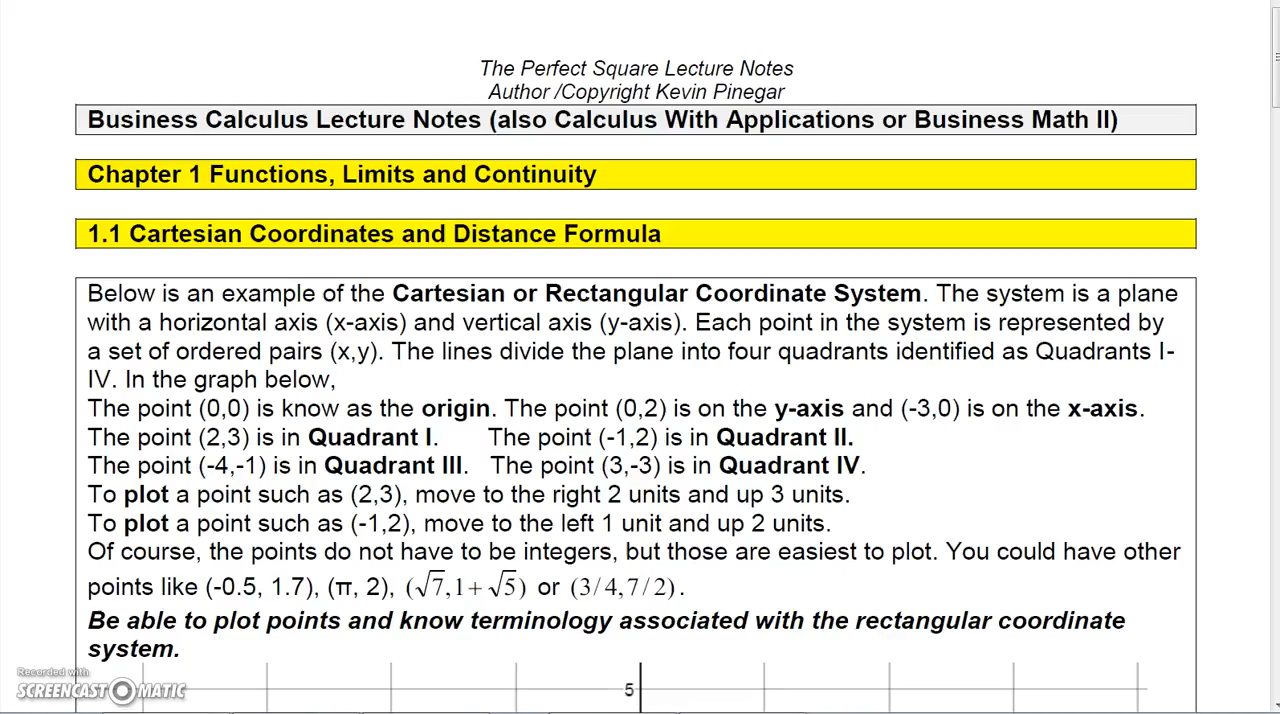 The Perfect Square Lecture Notes
Author /Copyright Kevin Pinegar
Business Calculus Lecture Notes (also Calculus With Applications or Business Math II)
Chapter 1 Functions, Limits and Continuity
1.1 Cartesian Coordinates and Distance Formula
Below is an example of the Cartesian or Rectangular Coordinate System. The system is a plane
with a horizontal axis (x-axis) and vertical axis (y-axis). Each point in the system is represented by
a set of ordered pairs (x,y). The lines divide the plane into four quadrants identified as Quadrants I-
IV. In the graph below,
The point (0,0) is know as the origin. The point (0,2) is on the y-axis and (-3,0) is on the x-axis.
The point (2,3) is in Quadrant I. The point (-1,2) is in Quadrant II.
The point (-4,-1) is in Quadrant III. The point (3,-3) is in Quadrant IV.
To plot a point such as (2,3), move to the right 2 units and up 3 units.
To plot a point such as (-1,2), move to the left 1 unit and up 2 units.
Of course, the points do not have to be integers, but those are easiest to plot. You could have other
points like (-0.5, 1.7), (π, 2), (√7,1+√5) or (3/4,7/2).
Be able to plot points and know terminology associated with the rectangular coordinate
system.
Recorded with
SCREENCAST MATIC
5